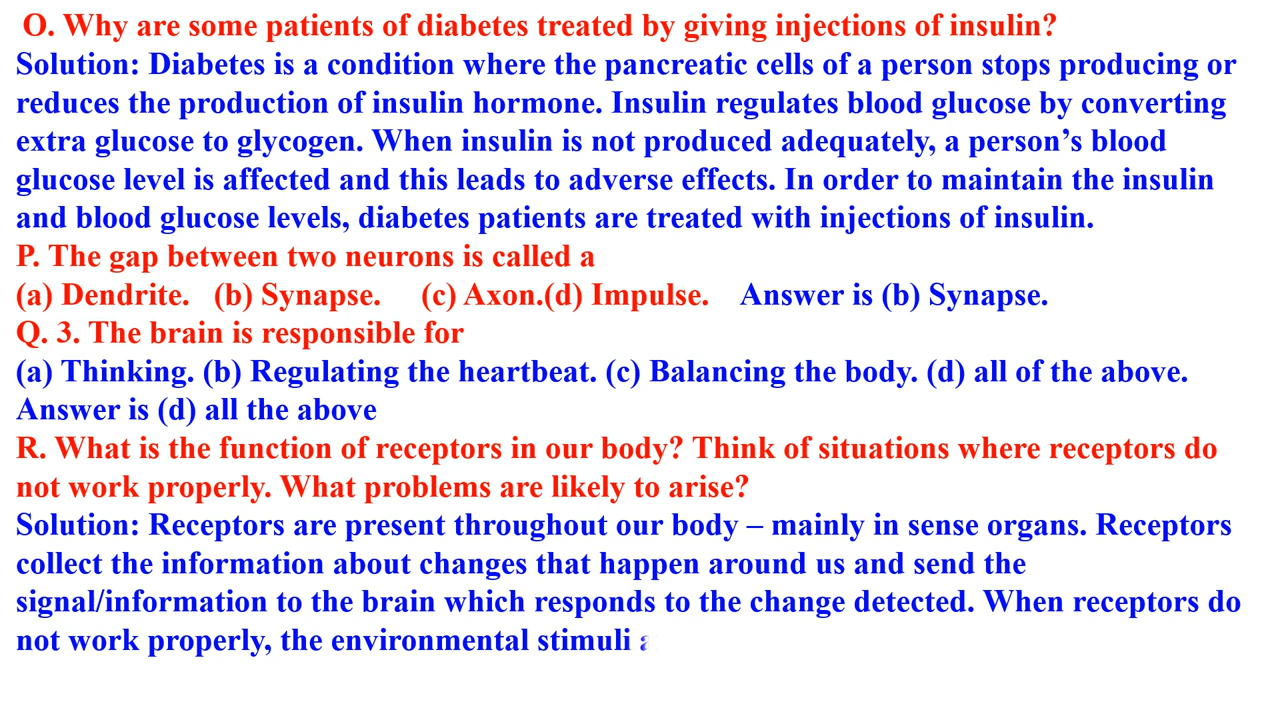 O. Why are some patients of diabetes treated by giving injections of insulin?
Solution: Diabetes is a condition where the pancreatic cells of a person stops producing or
reduces the production of insulin hormone. Insulin regulates blood glucose by converting
extra glucose to glycogen. When insulin is not produced adequately, a person’s blood
glucose level is affected and this leads to adverse effects. In order to maintain the insulin
and blood glucose levels, diabetes patients are treated with injections of insulin.
P. The gap between two neurons is called a
(a) Dendrite. (b) Synapse. (c) Axon.(d) Impulse. Answer is (b) Synapse.
Q. 3. The brain is responsible for
(a) Thinking. (b) Regulating the heartbeat. (c) Balancing the body. (d) all of the above.
Answer is (d) all the above
R. What is the function of receptors in our body? Think of situations where receptors do
not work properly. What problems are likely to arise?
Solution: Receptors are present throughout our body – mainly in sense organs. Receptors
collect the information about changes that happen around us and send the
signal/information to the brain which responds to the change detected. When receptors do
not work properly, the environmental stimuli